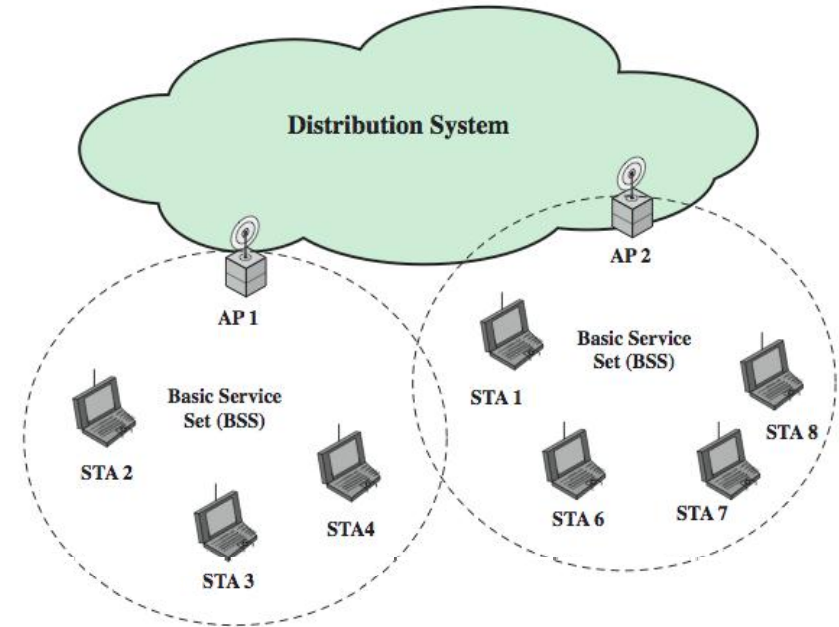 Distribution System
AP 2
AP 1
Basic Service
Set (BSS)
STA 1
STA 8
Basic Service
Set (BSS)
STA 2
STA4
STA 6
STA 7
STA 3